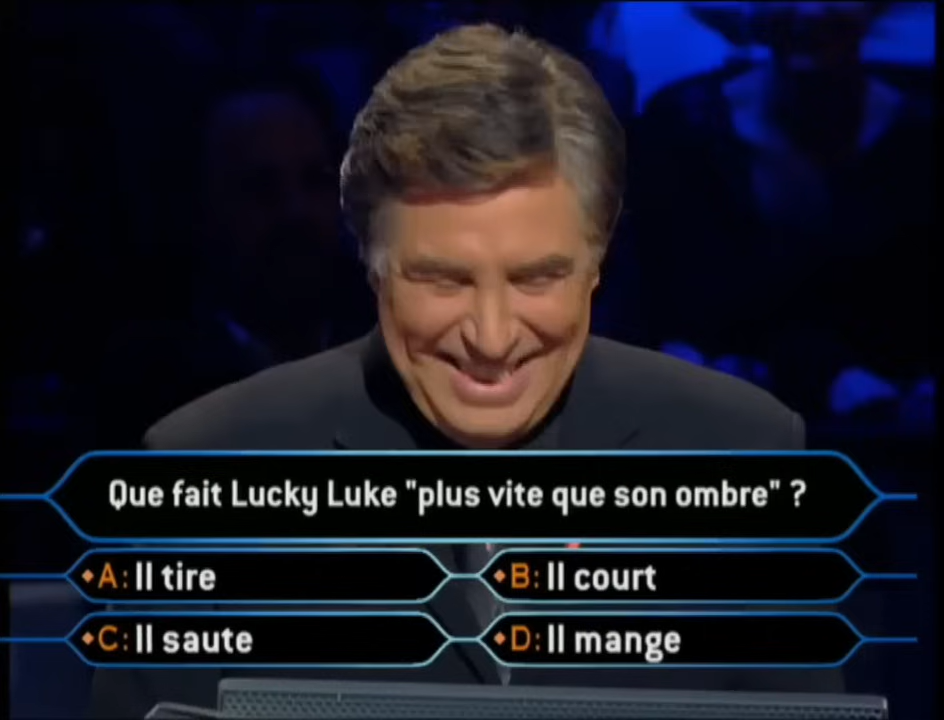 Que fait Lucky Luke "plus vite que son ombre" ?
A: Il tire
B: Il court
C: Il saute
D: Il mange